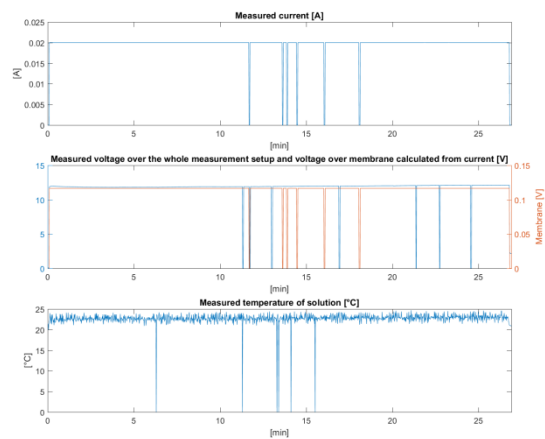 Measured current [A]
0.025
0.02
0.015
0.01
0.005
0
[A]
0 5 10 15 20 25
[min]
Measured voltage over the whole measurement setup and voltage over membrane calculated from current [V]
15 0.15
10 0.1
5 0.05
0 0
Membrane [V]
0 5 10 15 20 25
[min]
Measured temperature of solution [°C]
25
20
15
10
5
0
[°C]
0 5 10 15 20 25
[min]